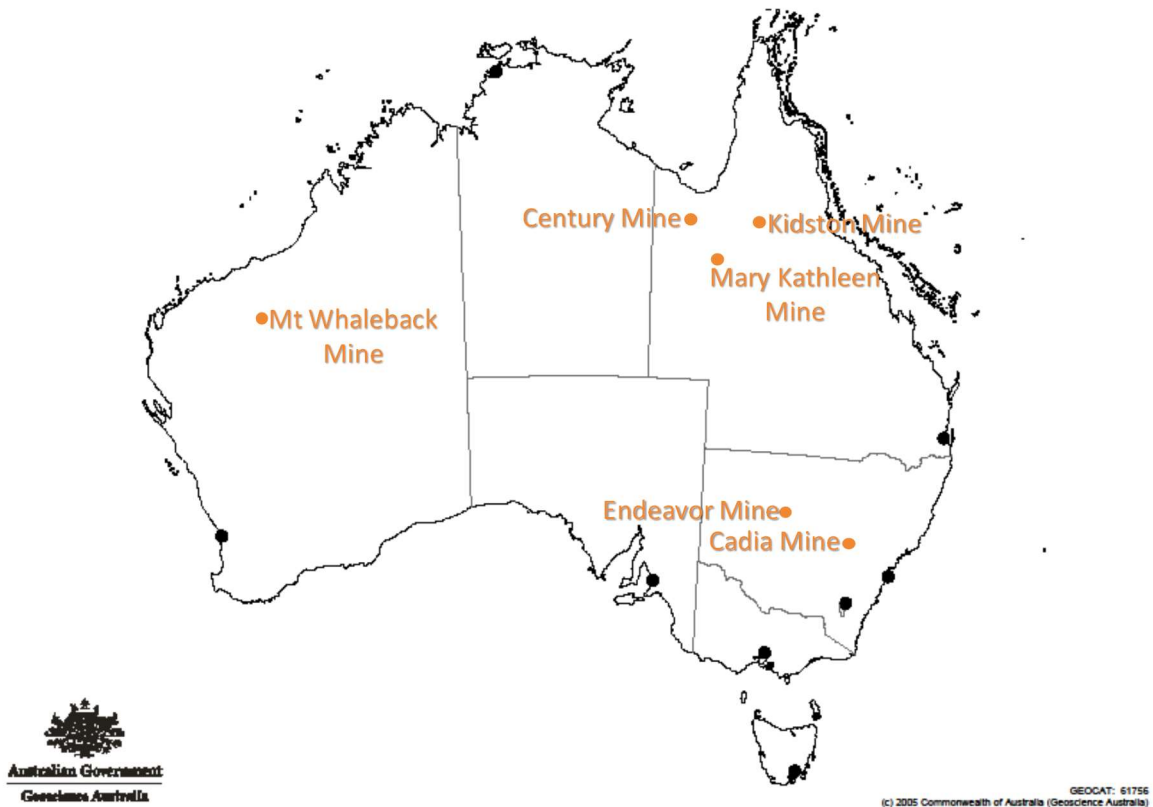 Century Mine
Kidston Mine
Mary Kathleen
Mine
Mt Whaleback
Mine
Endeavor Mine
Cadia Mine
Australian Government
Geoscience Australia
GEOCAT: 61756
(c) 2005 Commonwealth of Australia (Geoscience Australia)